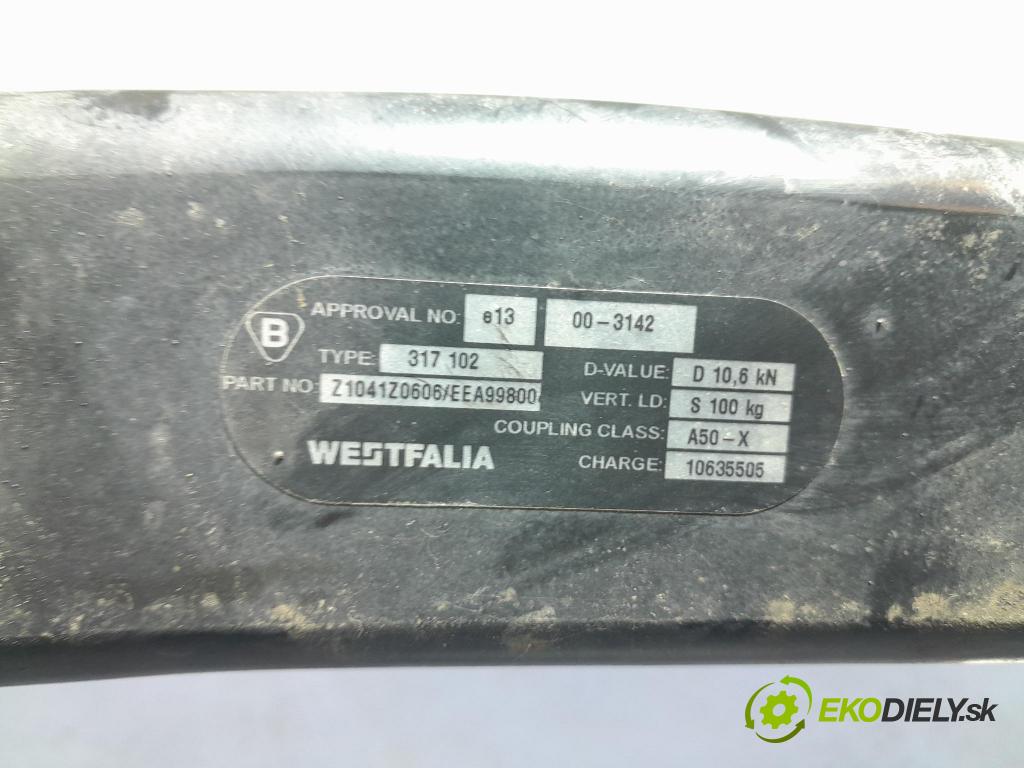 B
APPROVAL NO: e13 00-3142
TYPE: 317 102
PART NO: Z1041Z0606/EEA99800
D-VALUE: D 10,6 kN
VERT. LD: S 100 kg
COUPLING CLASS: A50-X
CHARGE: 10635505
WESTFALIA
EKODIELY.sk